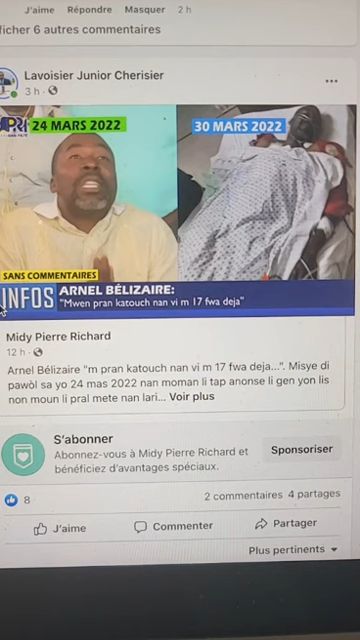 J'aime Répondre Masquer 2 h
ficher 6 autres commentaires
Lavoisier Junior Cherisier
3 h ·
24 MARS 2022
30 MARS 2022
SANS COMMENTAIRES
INFOS
ARNEL BÉLIZAIRE:
"Mwen pran katouch nan vi m 17 fwa deja"
Midy Pierre Richard
12 h ·
Arnel Bélizaire "m pran katouch nan vi m 17 fwa deja...". Misye di
pawòl sa yo 24 mas 2022 nan moman li tap anonse li gen yon lis
non moun li pral mete nan lari... Voir plus
S'abonner
Abonnez-vous à Midy Pierre Richard et
bénéficiez d'avantages spéciaux.
Sponsoriser
8
2 commentaires 4 partages
J'aime
Commenter
Partager
Plus pertinents